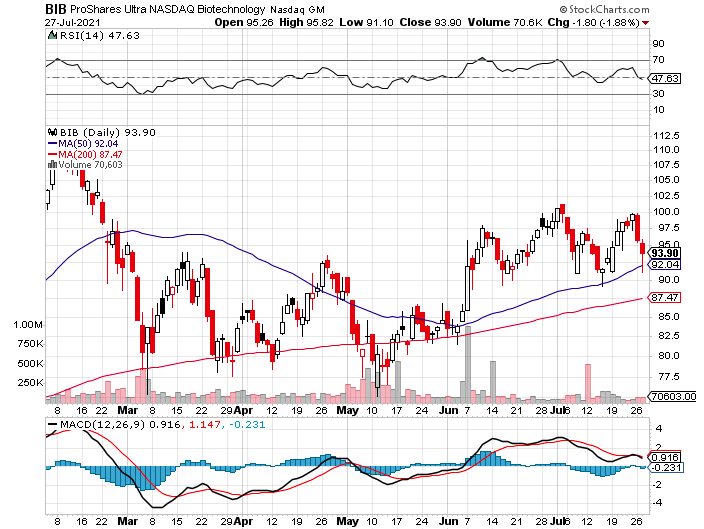 BIB ProShares Ultra NASDAQ Biotechnology Nasdaq GM © StockCharts.com
27-Jul-2021 Open 95.26 High 95.82 Low 91.10 Close 93.90 Volume 70.6K Chg -1.80 (-1.88%)
RSI(14) 47.63
90
70
47.63
30
10
BIB (Daily) 93.90
MA(50) 92.04
MA(200) 87.47
Volume 70,603
112.5
110.0
107.5
105.0
102.5
100.0
97.5
95.0
93.90
92.04
90.0
87.47
85.0
1.00M
82.5
750K
80.0
500K
77.5
250K
70603.00
8 16 22 Mar 8 15 22 29 Apr 12 19 26 May 10 17 24 Jun 7 14 21 28 Jul 6 12 19 26
MACD(12,26,9) 0.916, 1.147, -0.231
4
2
0.916
-0.231
-2
-4
8 16 22 Mar 8 15 22 29 Apr 12 19 26 May 10 17 24 Jun 7 14 21 28 Jul 6 12 19 26